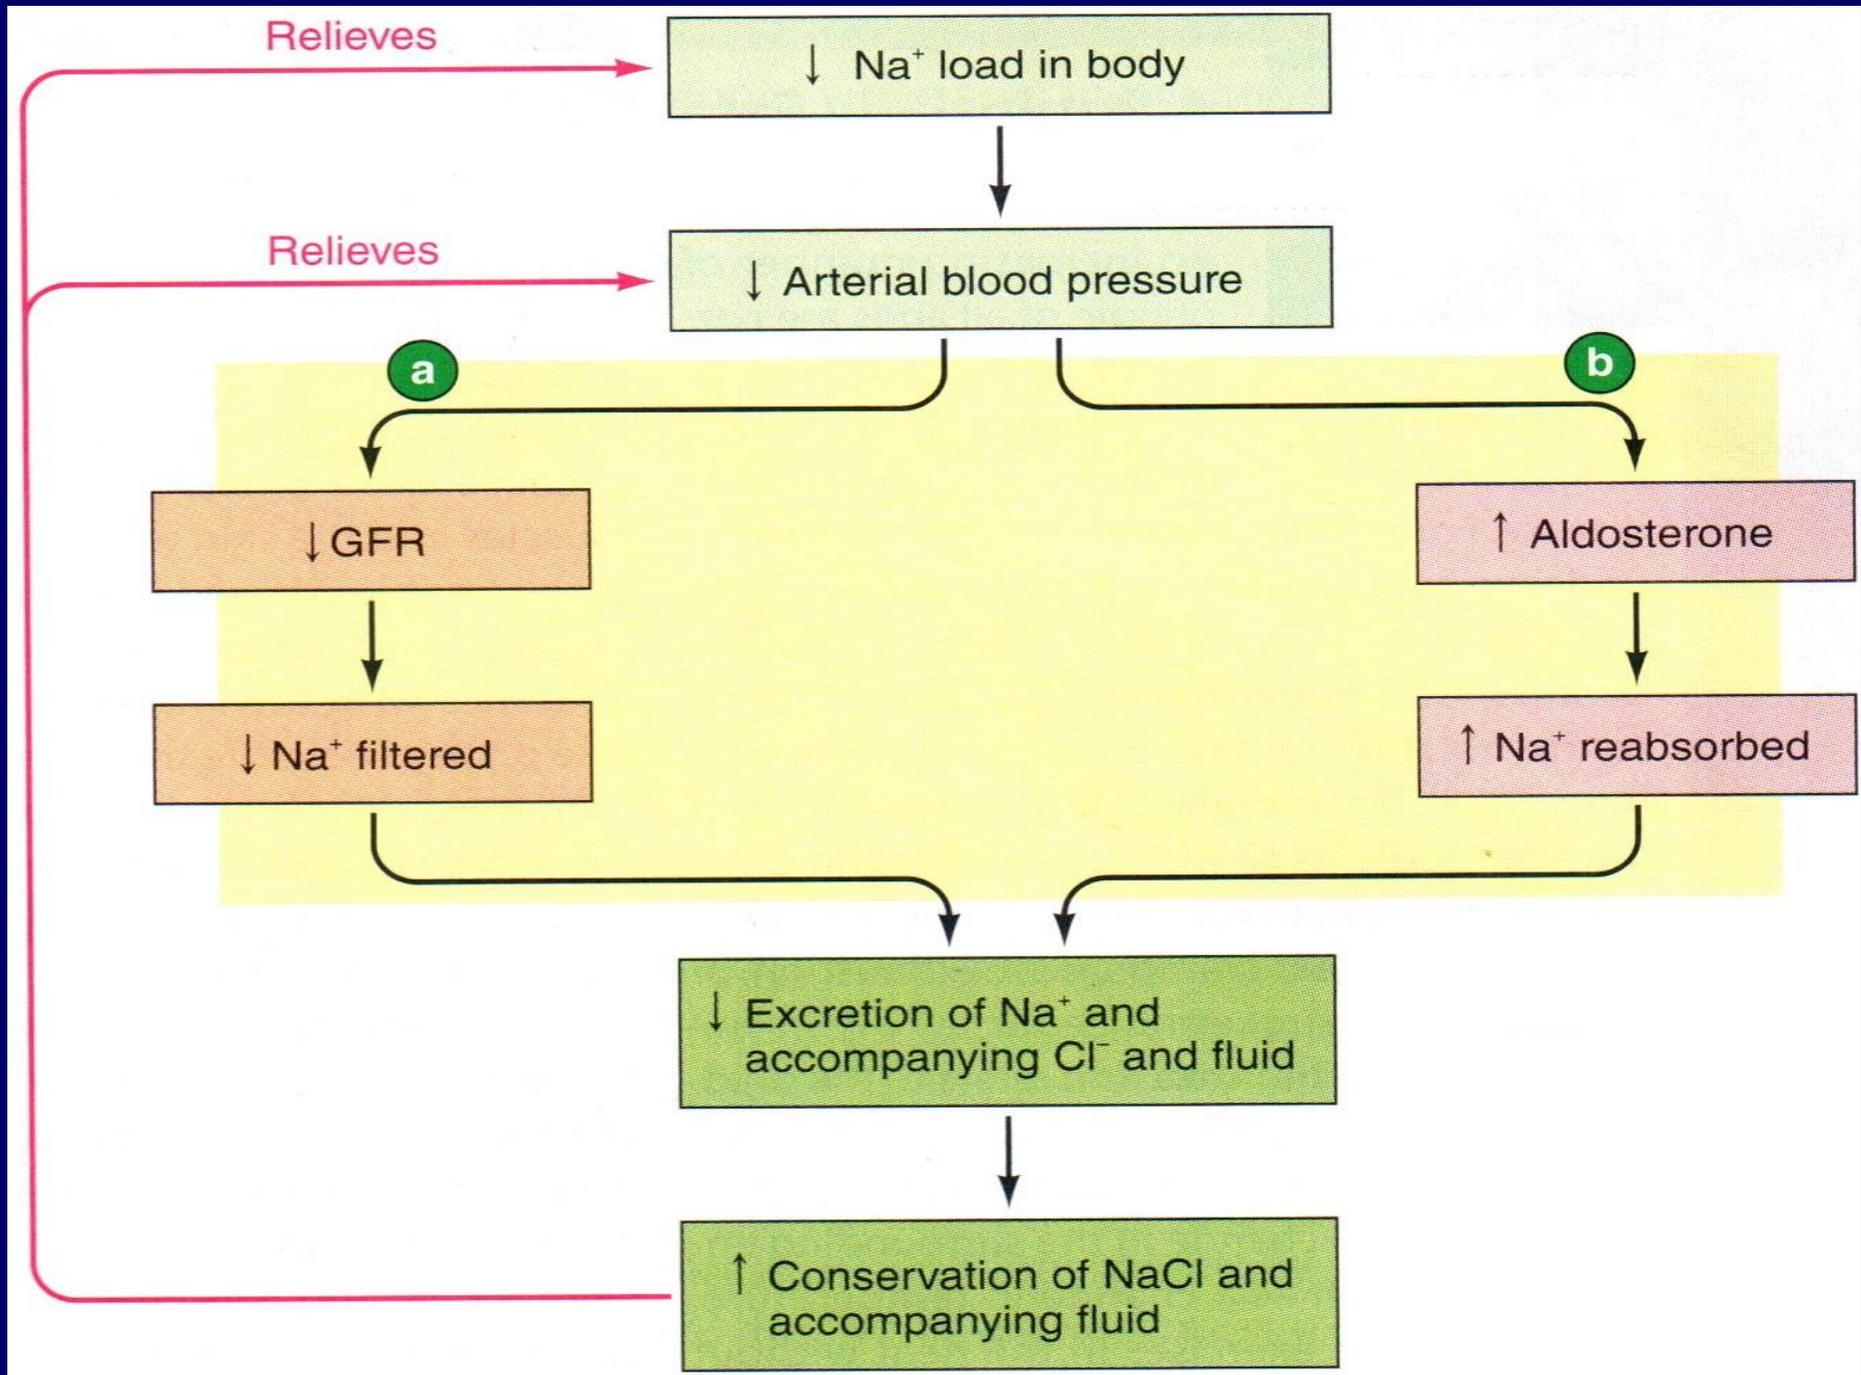 Relieves
↓ Na⁺ load in body
Relieves
↓ Arterial blood pressure
a
b
↓ GFR
↑ Aldosterone
↓ Na⁺ filtered
↑ Na⁺ reabsorbed
↓ Excretion of Na⁺ and
accompanying Cl⁻ and fluid
↑ Conservation of NaCl and
accompanying fluid